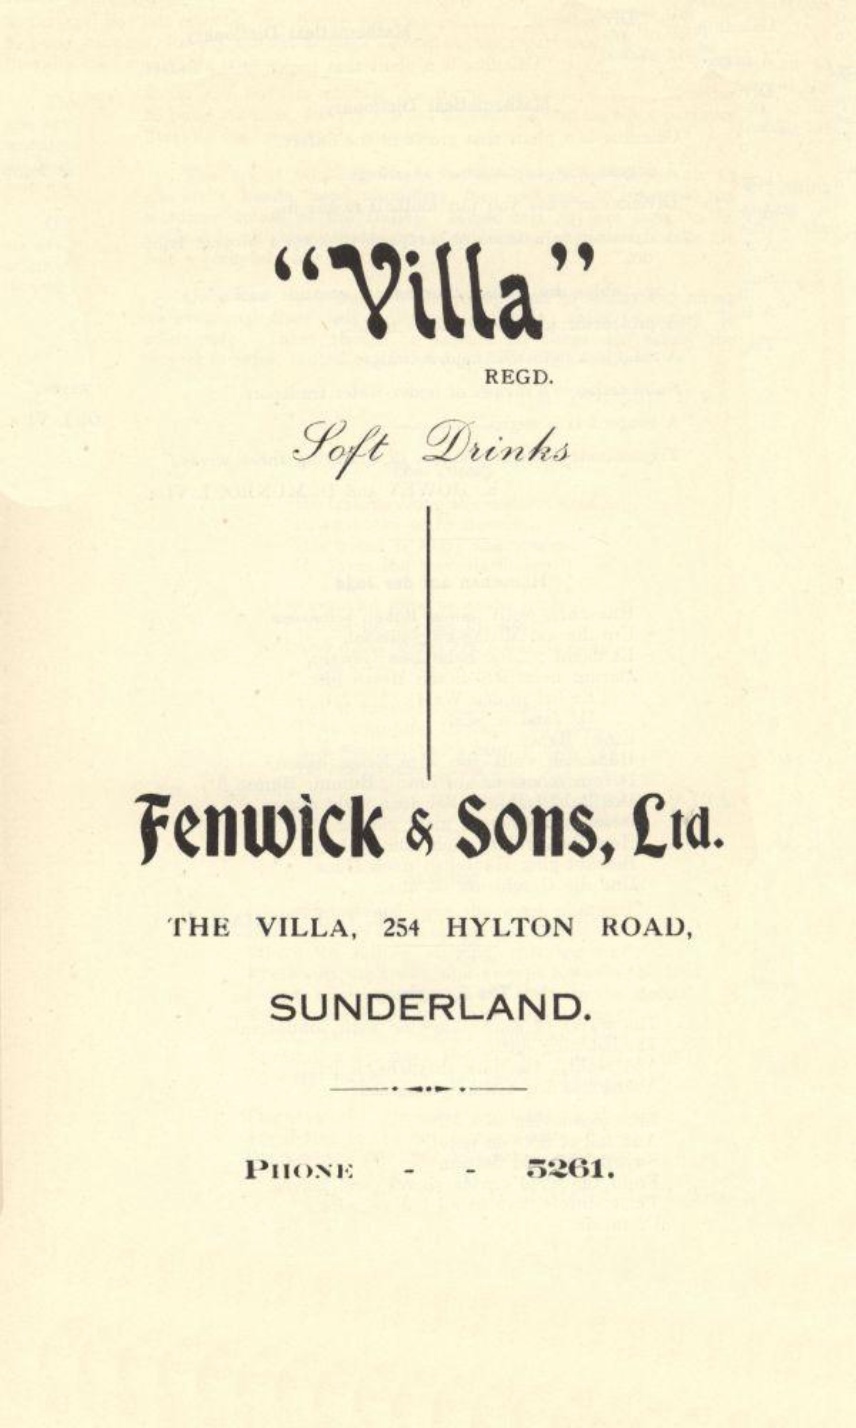 “Villa”
REGD.
Soft Drinks
Fenwick & Sons, Ltd.
THE VILLA, 254 HYLTON ROAD,
SUNDERLAND.
PHONE - - 5261.